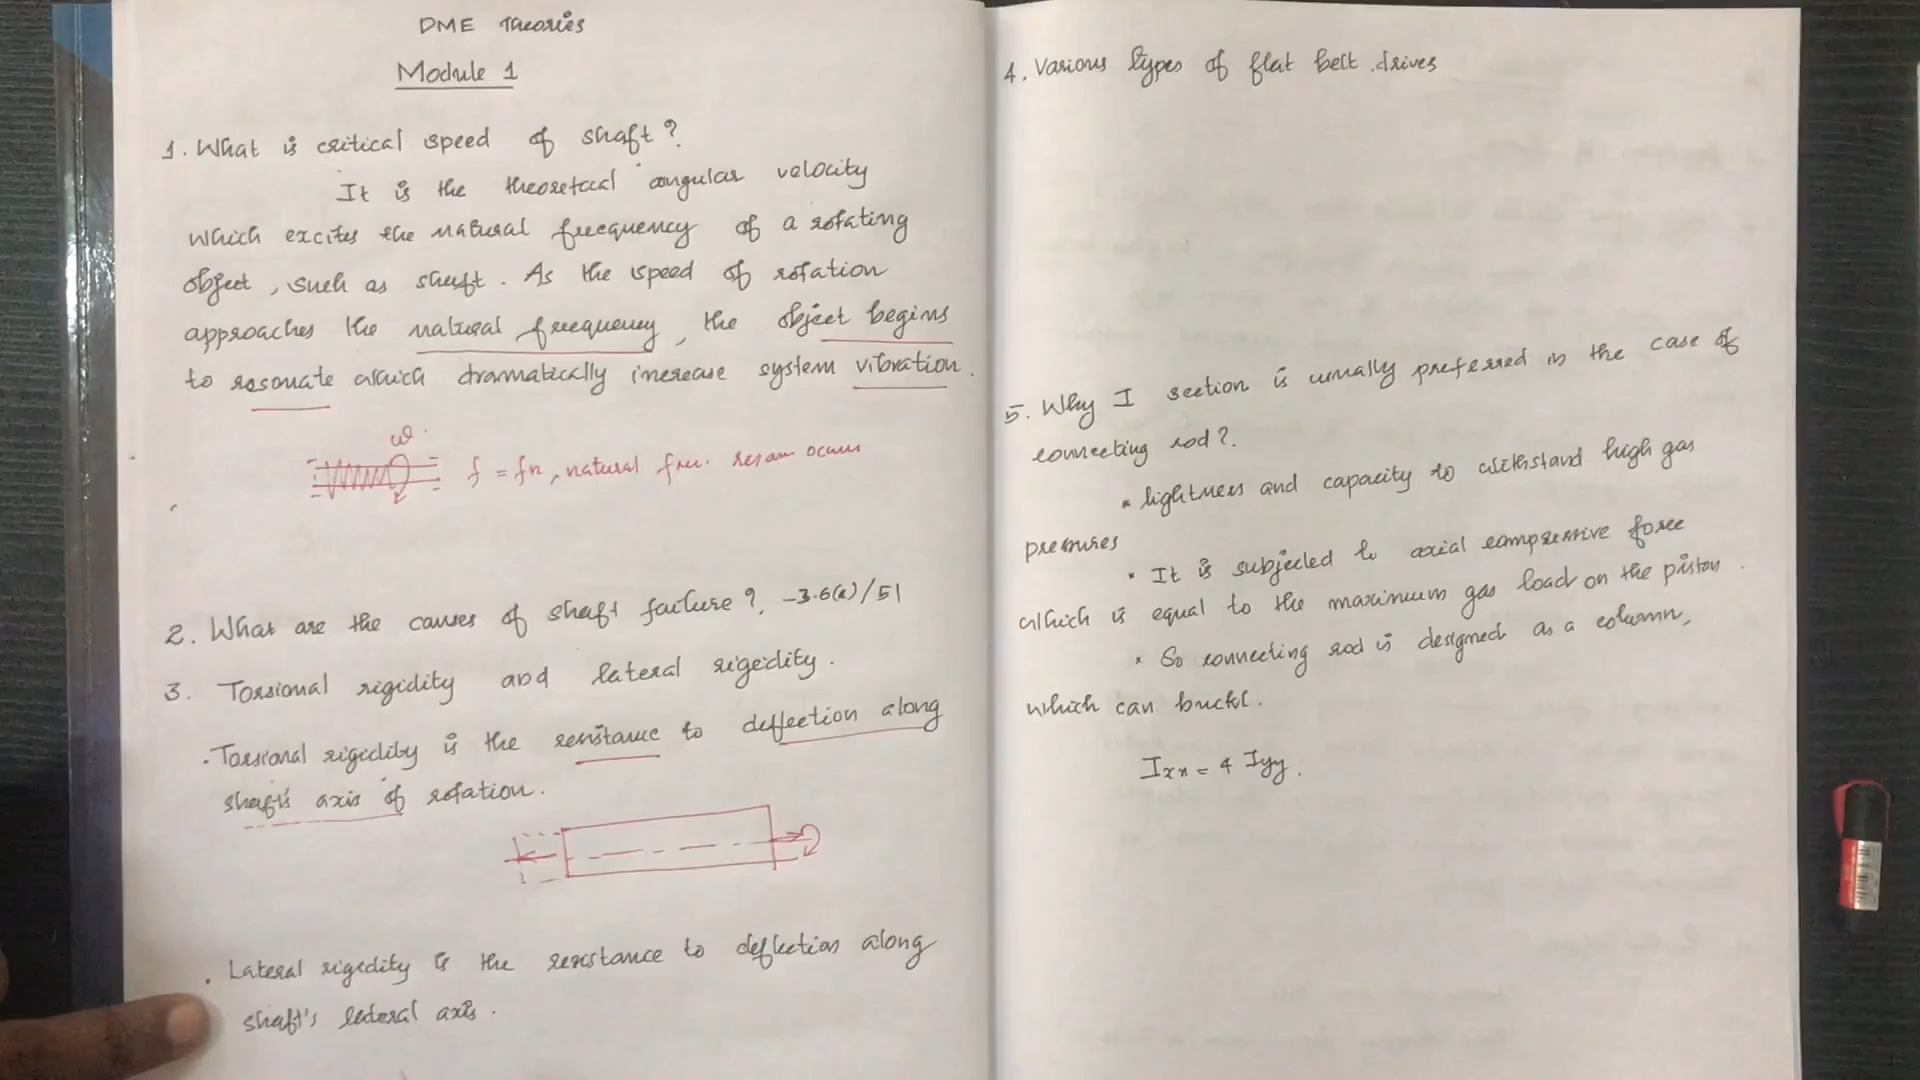 DME Theories
Module 1
1. What is critical speed of shaft?
It is the theoretical angular velocity
which excites the natural frequency of a rotating
object, such as shaft. As the speed of rotation
approaches the natural frequency, the object begins
to resonate which dramatically increase system vibration.
ω
f = fn, natural fre. reson occurs
2. What are the causes of shaft failure?. -3.6(a)/51
3. Torsional rigidity and lateral rigidity.
. Torsional rigidity is the resistance to deflection along
shaft's axis of rotation.
. Lateral rigidity is the resistance to deflection along
shaft's lateral axis.
4. Various types of flat belt drives
5. Why I section is usually preferred in the case of
connecting rod?.
* lightness and capacity to withstand high gas
pressures
* It is subjected to axial compressive force
which is equal to the maximum gas load on the piston.
* So connecting rod is designed as a column,
which can buckl.
Ixx = 4 Iyy.